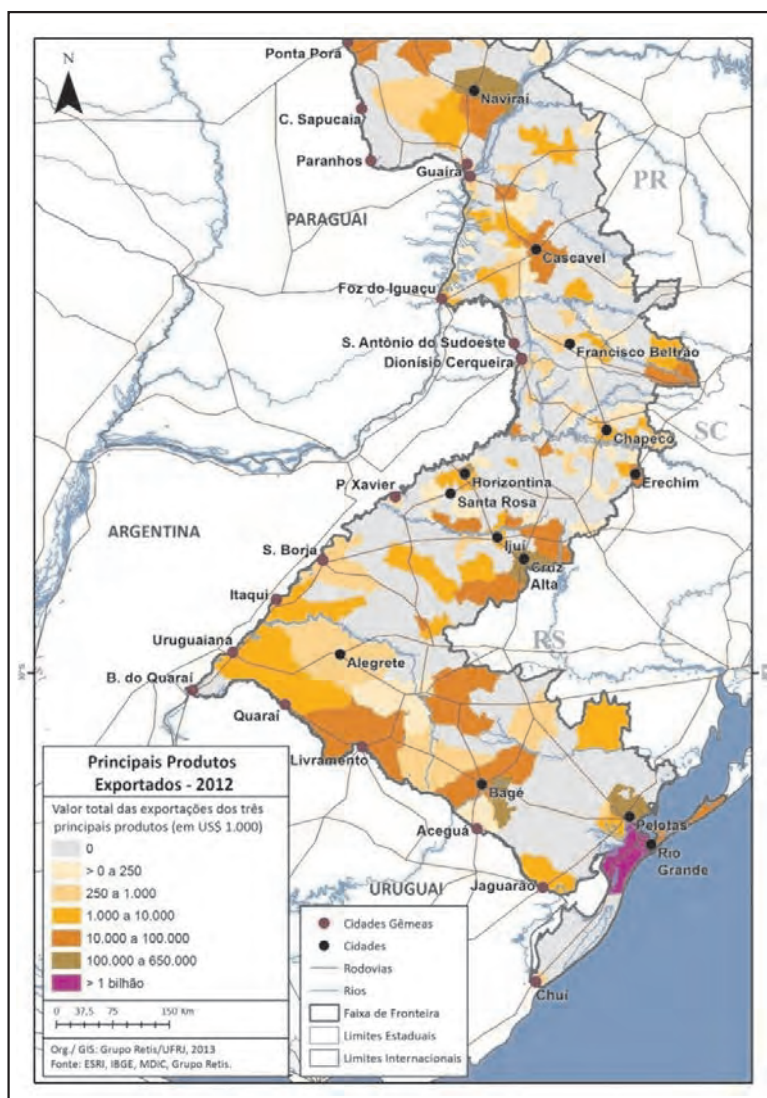 N
Ponta Porá
Naviraí
C. Sapucaia
Paranhos
Guaíra
PR
PARAGUAI
Cascavel
Foz do Iguaçu
S. Antônio do Sudoeste
Francisco Beltrão
Dionísio Cerqueira
Chapecó
SC
Horizontina
Erechim
P. Xavier
Santa Rosa
ARGENTINA
Ijuí
S. Borja
Cruz
Alta
Itaqui
RS
Uruguaiana
Alegrete
B. do Quaraí
Quaraí
Livramento
Bagé
Pelotas
Aceguá
Rio
Grande
URUGUAI
Jaguarão
Chuí
Principais Produtos
Exportados - 2012
Valor total das exportações dos três
principais produtos (em US$ 1.000)
0
> 0 a 250
250 a 1.000
1.000 a 10.000
10.000 a 100.000
100.000 a 650.000
> 1 bilhão
0 37,5 75 150 Km
Org./ GIS: Grupo Retis/UFRJ, 2013
Fonte: ESRI, IBGE, MDIC, Grupo Retis.
Cidades Gêmeas
Cidades
Rodovias
Rios
Faixa de Fronteira
Limites Estaduais
Limites Internacionais